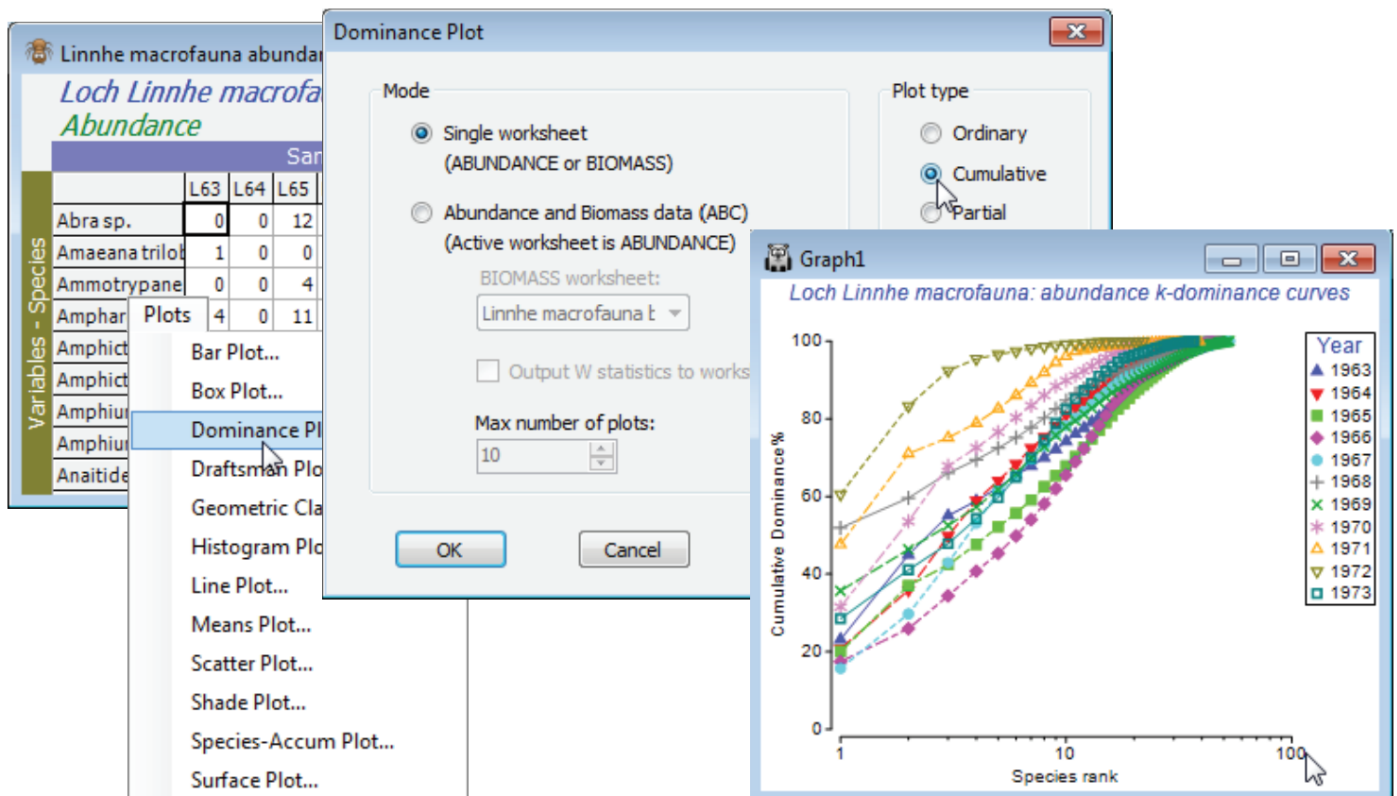 Linnhe macrofauna abundan
Loch Linnhe macrofau
Abundance
Sam
L63 L64 L65
Variables - Species
Abra sp. 0 0 12
Amaeana trilob 1 0 0
Ammotrypane 0 0 4
Amphar 4 0 11
Amphict
Amphict
Amphiur
Amphiur
Anaitide
Plots
Bar Plot...
Box Plot...
Dominance Pl
Draftsman Plo
Geometric Cla
Histogram Plo
Line Plot...
Means Plot...
Scatter Plot...
Shade Plot...
Species-Accum Plot...
Surface Plot...
Dominance Plot
Mode
Single worksheet
(ABUNDANCE or BIOMASS)
Abundance and Biomass data (ABC)
(Active worksheet is ABUNDANCE)
BIOMASS worksheet:
Linnhe macrofauna b
Output W statistics to works
Max number of plots:
10
OK Cancel
Plot type
Ordinary
Cumulative
Partial
Graph1
Loch Linnhe macrofauna: abundance k-dominance curves
Cumulative Dominance%
100
80
60
40
20
0
1 10 100
Species rank
Year
1963
1964
1965
1966
1967
1968
1969
1970
1971
1972
1973